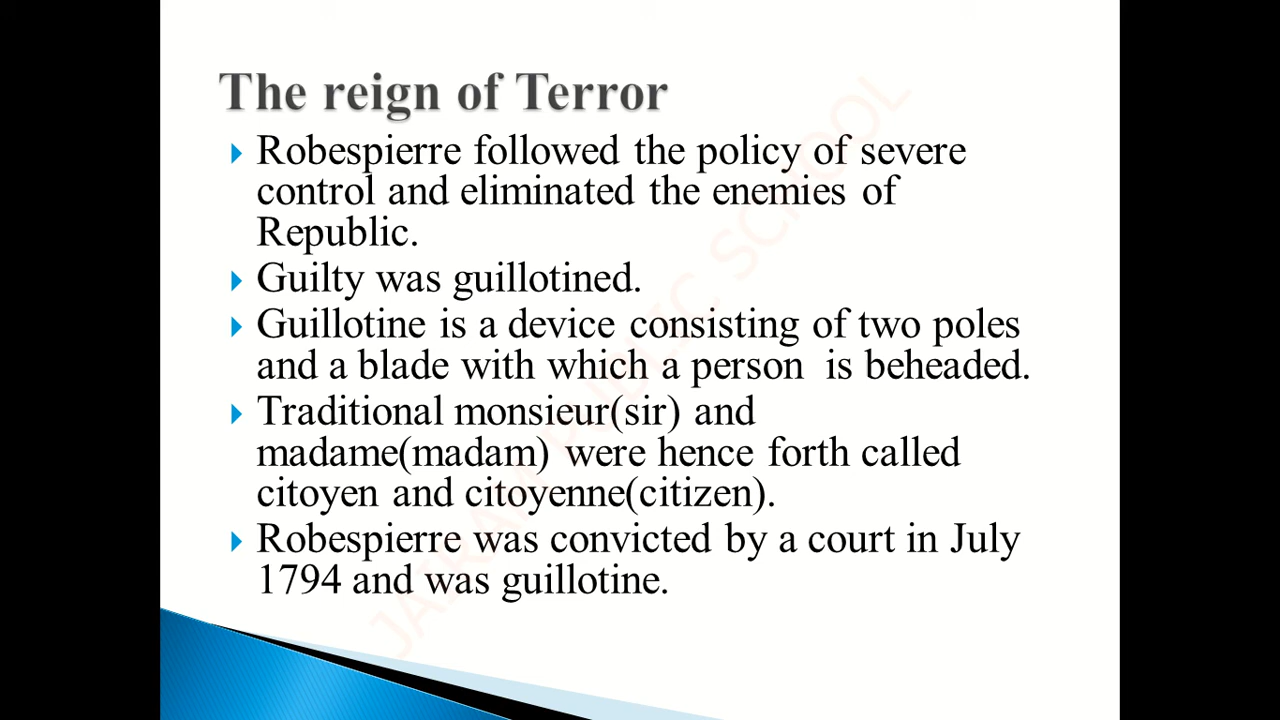 The reign of Terror
Robespierre followed the policy of severe
control and eliminated the enemies of
Republic.
Guilty was guillotined.
Guillotine is a device consisting of two poles
and a blade with which a person  is beheaded.
Traditional monsieur(sir) and
madame(madam) were hence forth called
citoyen and citoyenne(citizen).
Robespierre was convicted by a court in July
1794 and was guillotine.
PUBLIC SCHOOL